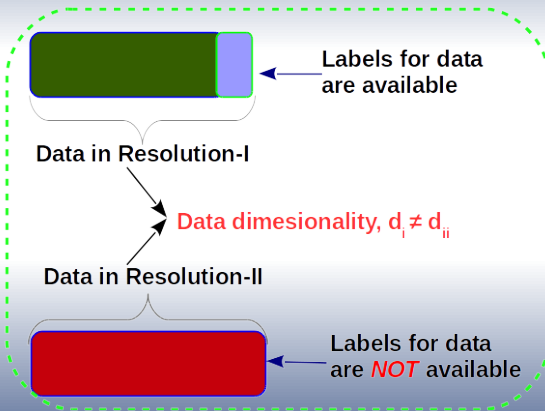 Labels for data
are available
Data in Resolution-I
Data dimesionality, di ≠ dii
Data in Resolution-II
Labels for data
are NOT available